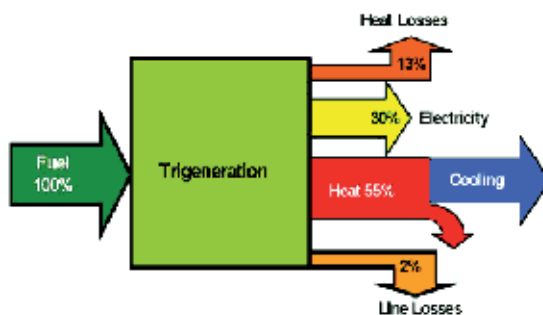 Heat Losses
13%
30% Electricity
Fuel
100%
Trigeneration
Heat 55%
Cooling
2%
Line Losses